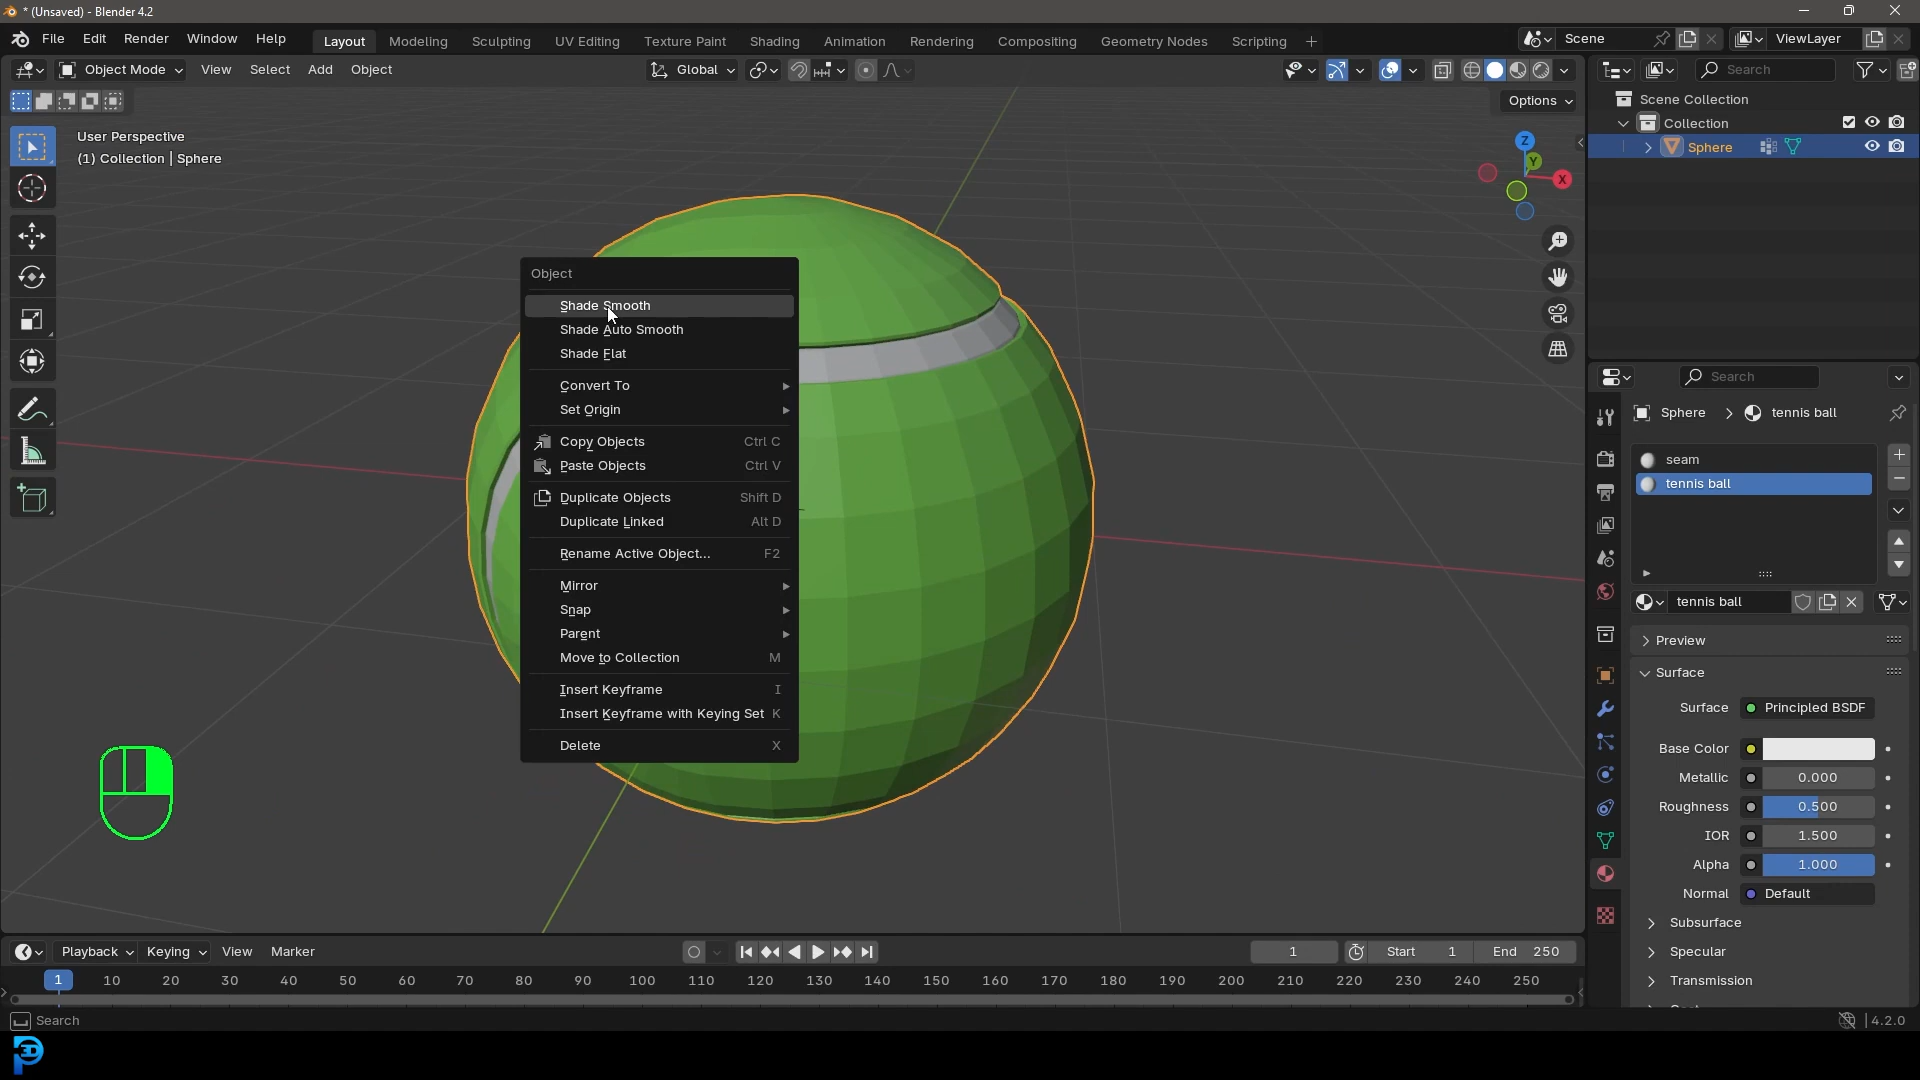 * (Unsaved) - Blender 4.2
File Edit Render Window Help Layout Modeling Sculpting UV Editing Texture Paint Shading Animation Rendering Compositing Geometry Nodes Scripting + Scene ViewLayer
Object Mode View Select Add Object Global Search
Options
User Perspective
(1) Collection | Sphere
Z
Y
X
Scene Collection
Collection
Sphere
Object
Shade Smooth
Shade Auto Smooth
Shade Flat
Convert To
Set Origin
Copy Objects Ctrl C
Paste Objects Ctrl V
Duplicate Objects Shift D
Duplicate Linked Alt D
Rename Active Object... F2
Mirror
Snap
Parent
Move to Collection M
Insert Keyframe I
Insert Keyframe with Keying Set K
Delete X
Search
Sphere > tennis ball
seam
tennis ball
tennis ball
Preview
Surface
Surface Principled BSDF
Base Color
Metallic 0.000
Roughness 0.500
IOR 1.500
Alpha 1.000
Normal Default
Subsurface
Specular
Transmission
Playback Keying View Marker 1 Start 1 End 250
1 10 20 30 40 50 60 70 80 90 100 110 120 130 140 150 160 170 180 190 200 210 220 230 240 250
Search 4.2.0